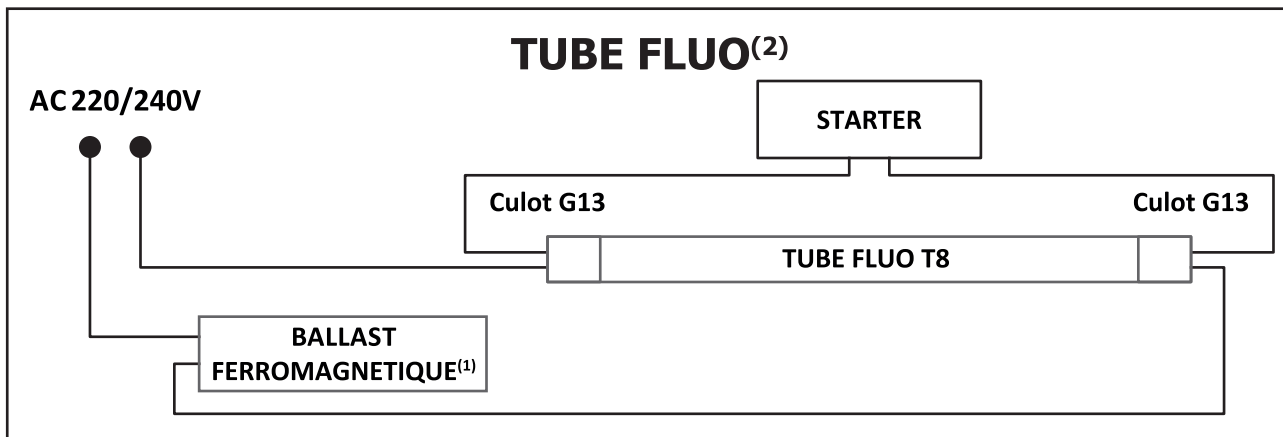 TUBE FLUO(2)
AC 220/240V
STARTER
Culot G13
Culot G13
TUBE FLUO T8
BALLAST
FERROMAGNETIQUE(1)